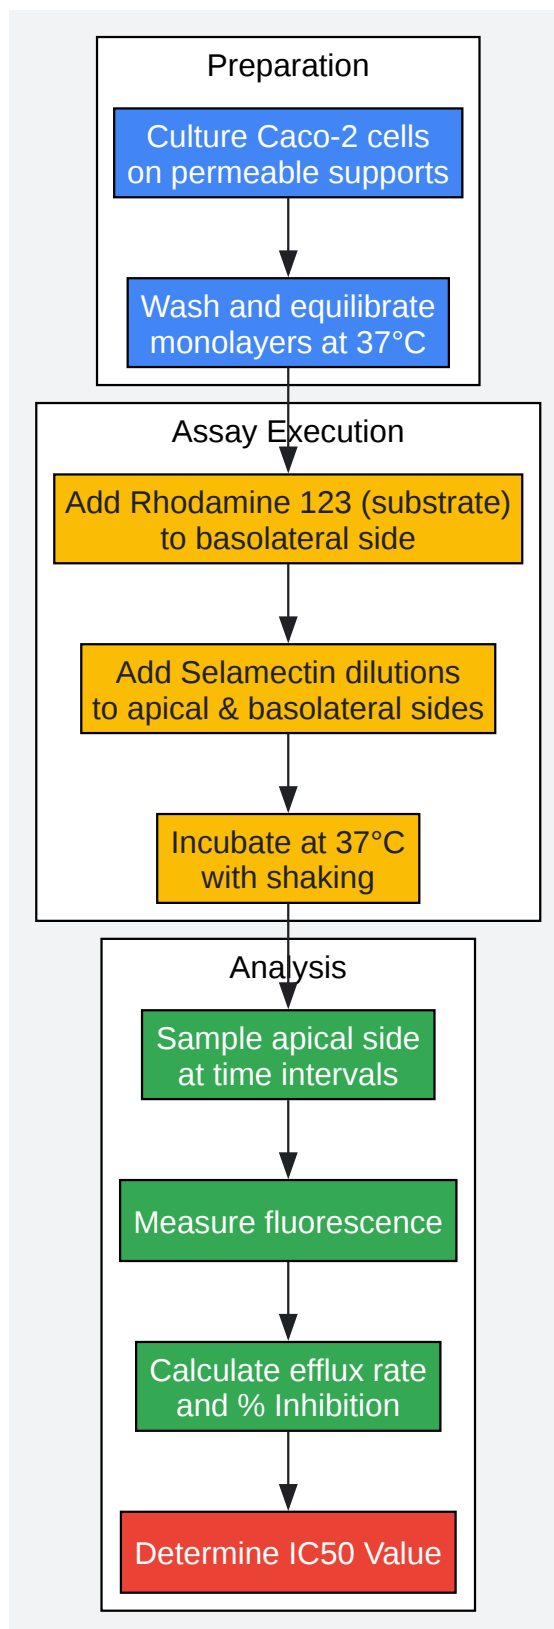 Preparation
Culture Caco-2 cells
on permeable supports
Wash and equilibrate
monolayers at 37°C
Assay Execution
Add Rhodamine 123 (substrate)
to basolateral side
Add Selamectin dilutions
to apical & basolateral sides
Incubate at 37°C
with shaking
Analysis
Sample apical side
at time intervals
Measure fluorescence
Calculate efflux rate
and % Inhibition
Determine IC50 Value